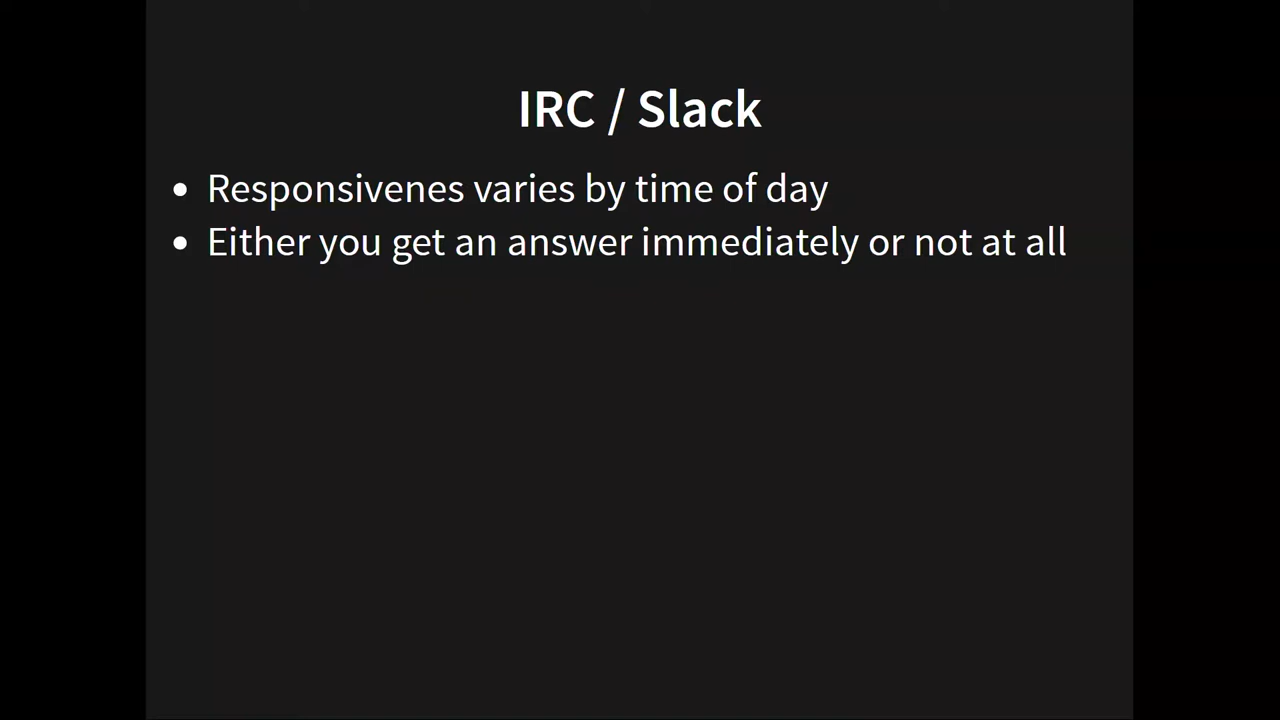 IRC / Slack
• Responsivenes varies by time of day
• Either you get an answer immediately or not at all